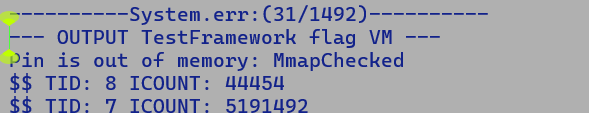 ----------System.err:(31/1492)----------
--- OUTPUT TestFramework flag VM ---
Pin is out of memory: MmapChecked
$$ TID: 8 ICOUNT: 44454
$$ TID: 7 ICOUNT: 5191492